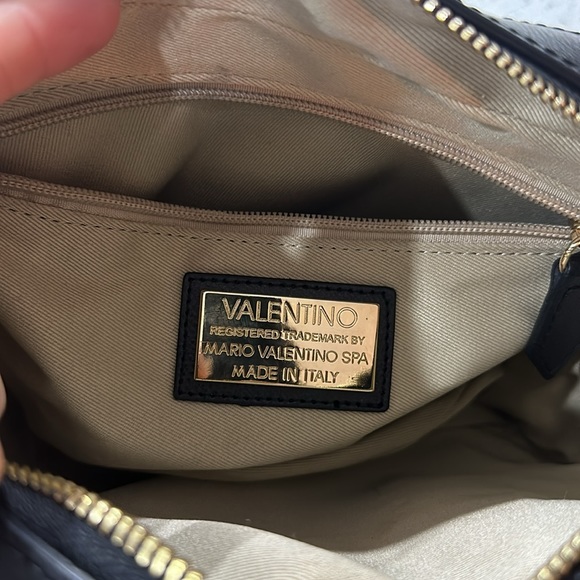 VALENTINO
REGISTERED TRADEMARK BY
MARIO VALENTINO SPA
MADE IN ITALY